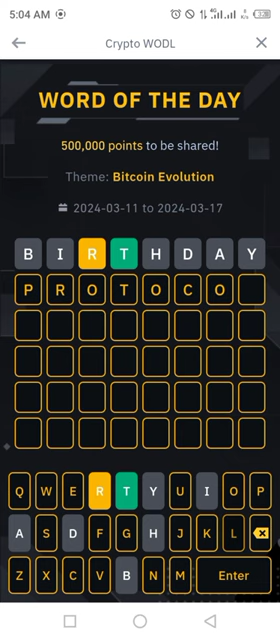 5:04 AM
4G
Crypto WODL
WORD OF THE DAY
500,000 points to be shared!
Theme: Bitcoin Evolution
2024-03-11 to 2024-03-17
B I R T H D A Y
P R O T O C O
Q W E R T Y U I O P
A S D F G H J K L
Z X C V B N M Enter